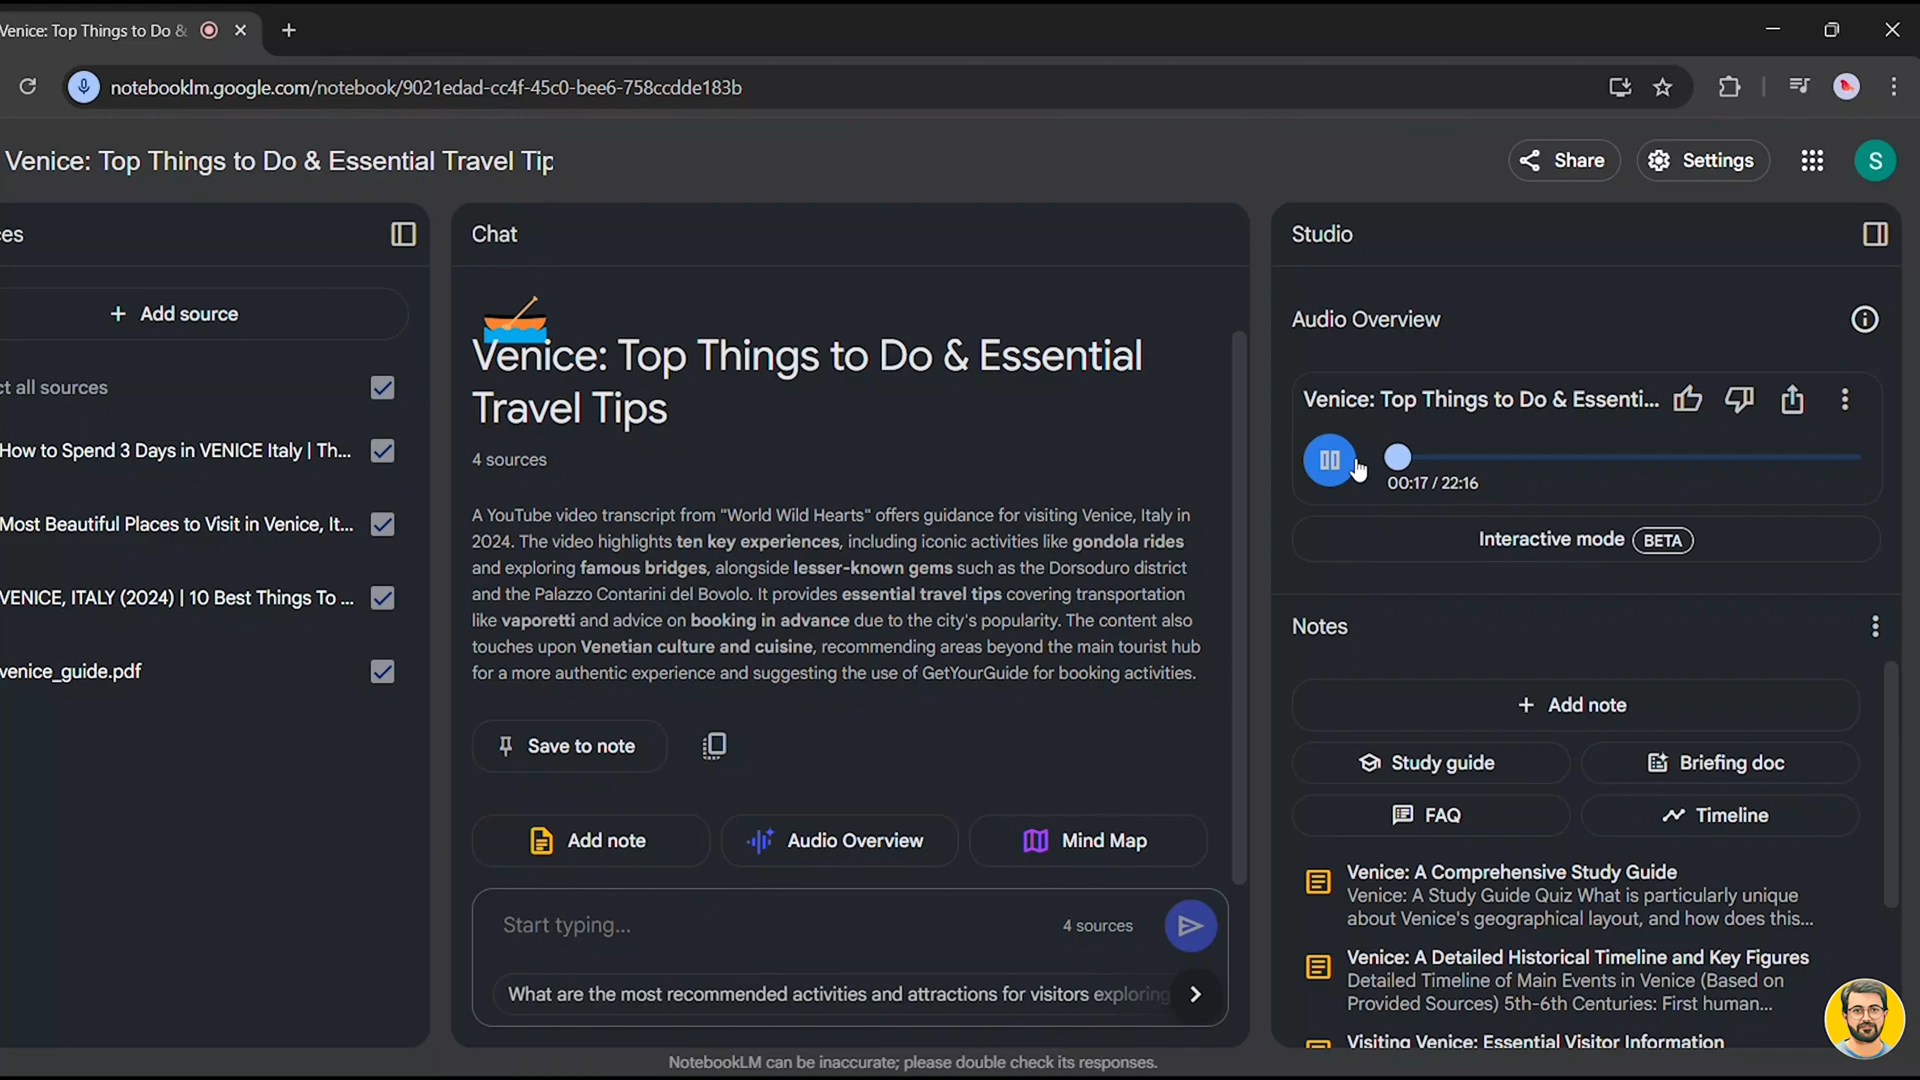 Venice: Top Things to Do &
notebooklm.google.com/notebook/9021edad-cc4f-45c0-bee6-758ccdde183b
Venice: Top Things to Do & Essential Travel Tip
Share
Settings
S
ces
Add source
ct all sources
How to Spend 3 Days in VENICE Italy | Th...
Most Beautiful Places to Visit in Venice, It...
VENICE, ITALY (2024) | 10 Best Things To ...
venice_guide.pdf
Chat
Venice: Top Things to Do & Essential
Travel Tips
4 sources
A YouTube video transcript from "World Wild Hearts" offers guidance for visiting Venice, Italy in
2024. The video highlights ten key experiences, including iconic activities like gondola rides
and exploring famous bridges, alongside lesser-known gems such as the Dorsoduro district
and the Palazzo Contarini del Bovolo. It provides essential travel tips covering transportation
like vaporetti and advice on booking in advance due to the city's popularity. The content also
touches upon Venetian culture and cuisine, recommending areas beyond the main tourist hub
for a more authentic experience and suggesting the use of GetYourGuide for booking activities.
Save to note
Add note
Audio Overview
Mind Map
Start typing...
4 sources
What are the most recommended activities and attractions for visitors exploring
NotebookLM can be inaccurate; please double check its responses.
Studio
Audio Overview
Venice: Top Things to Do & Essenti...
00:17 / 22:16
Interactive mode BETA
Notes
Add note
Study guide
Briefing doc
FAQ
Timeline
Venice: A Comprehensive Study Guide
Venice: A Study Guide Quiz What is particularly unique
about Venice's geographical layout, and how does this...
Venice: A Detailed Historical Timeline and Key Figures
Detailed Timeline of Main Events in Venice (Based on
Provided Sources) 5th-6th Centuries: First human...
Visiting Venice: Essential Visitor Information